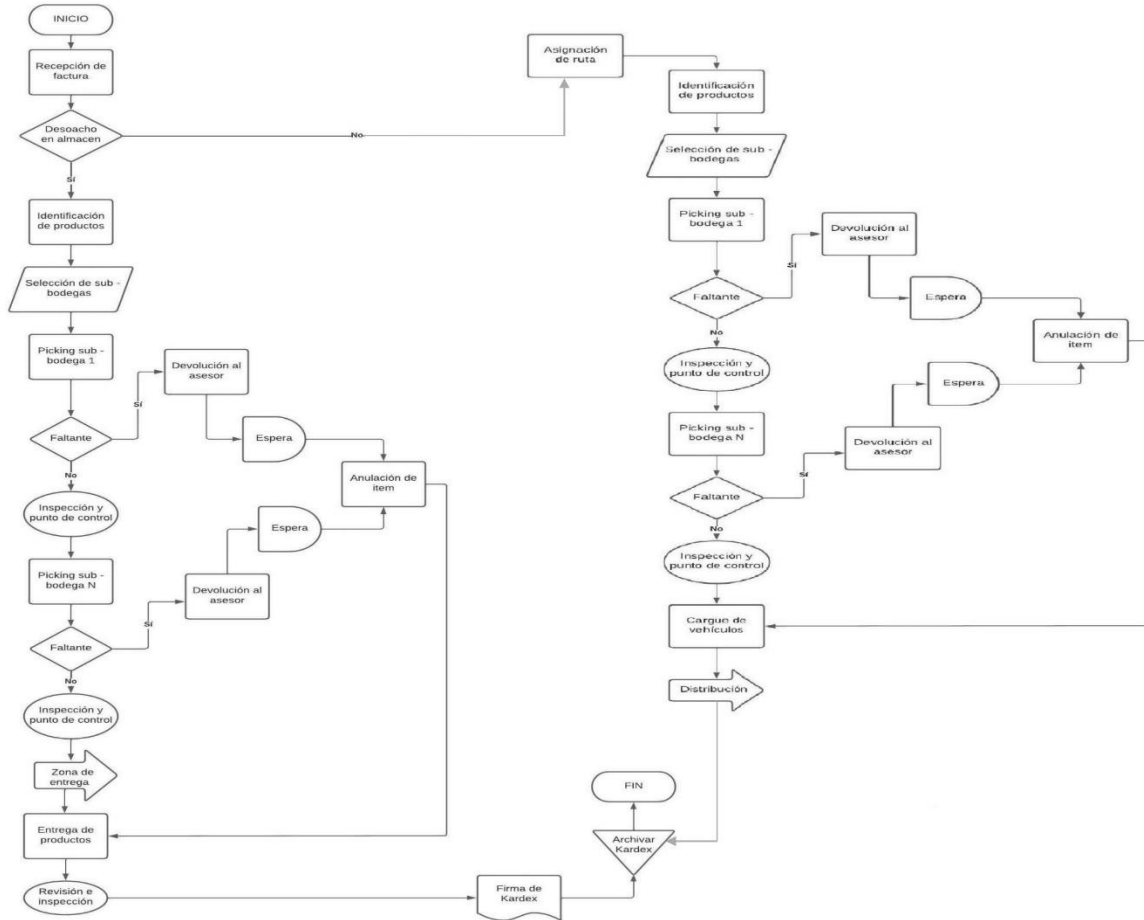 INICIO
Recepción de
factura
Desoacho
en almacen
No
Sí
Identificación
de productos
Selección de sub -
bodegas
Picking sub -
bodega 1
Faltante
Sí
Devolución al
asesor
Espera
No
Inspección y
punto de control
Picking sub -
bodega N
Faltante
Sí
Devolución al
asesor
Espera
Anulación de
item
No
Inspección y
punto de control
Zona de
entrega
Entrega de
productos
Revisión e
inspección
Firma de
Kardex
Archivar
Kardex
FIN
Asignación
de ruta
Identificación
de productos
Selección de sub -
bodegas
Picking sub -
bodega 1
Faltante
Sí
Devolución al
asesor
Espera
No
Inspección y
punto de control
Picking sub -
bodega N
Faltante
Sí
Devolución al
asesor
Espera
Anulación de
item
No
Inspección y
punto de control
Cargue de
vehículos
Distribución